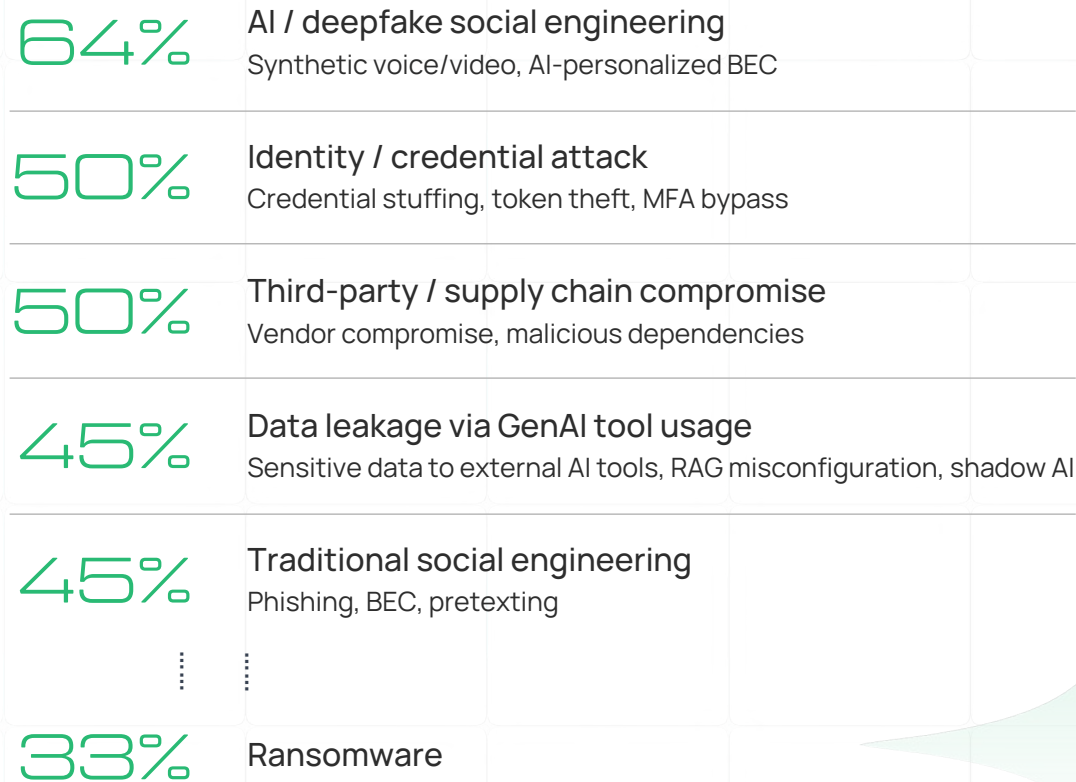 64%
AI / deepfake social engineering
Synthetic voice/video, AI-personalized BEC
50%
Identity / credential attack
Credential stuffing, token theft, MFA bypass
50%
Third-party / supply chain compromise
Vendor compromise, malicious dependencies
45%
Data leakage via GenAI tool usage
Sensitive data to external AI tools, RAG misconfiguration, shadow AI
45%
Traditional social engineering
Phishing, BEC, pretexting
33%
Ransomware